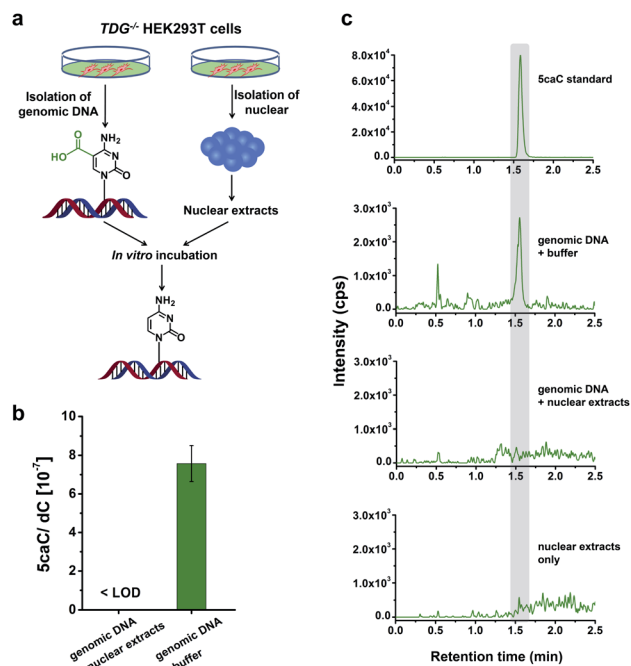 a
TDG-/- HEK293T cells
Isolation of
genomic DNA
Isolation of
nuclear
O
HO
NH₂
N
N
O
Nuclear extracts
In vitro incubation
NH₂
N
N
O
b
5caC/ dC [10⁻⁷]
10
8
6
4
2
0
< LOD
genomic DNA
nuclear extracts
genomic DNA
buffer
c
Intensity (cps)
8.0x10⁴
6.0x10⁴
4.0x10⁴
2.0x10⁴
0.0
5caC standard
0.0 0.5 1.0 1.5 2.0 2.5
3.0x10³
2.0x10³
1.0x10³
0.0
genomic DNA
+ buffer
0.0 0.5 1.0 1.5 2.0 2.5
3.0x10³
2.0x10³
1.0x10³
0.0
genomic DNA
+ nuclear extracts
0.0 0.5 1.0 1.5 2.0 2.5
3.0x10³
2.0x10³
1.0x10³
0.0
nuclear extracts
only
0.0 0.5 1.0 1.5 2.0 2.5
Retention time (min)